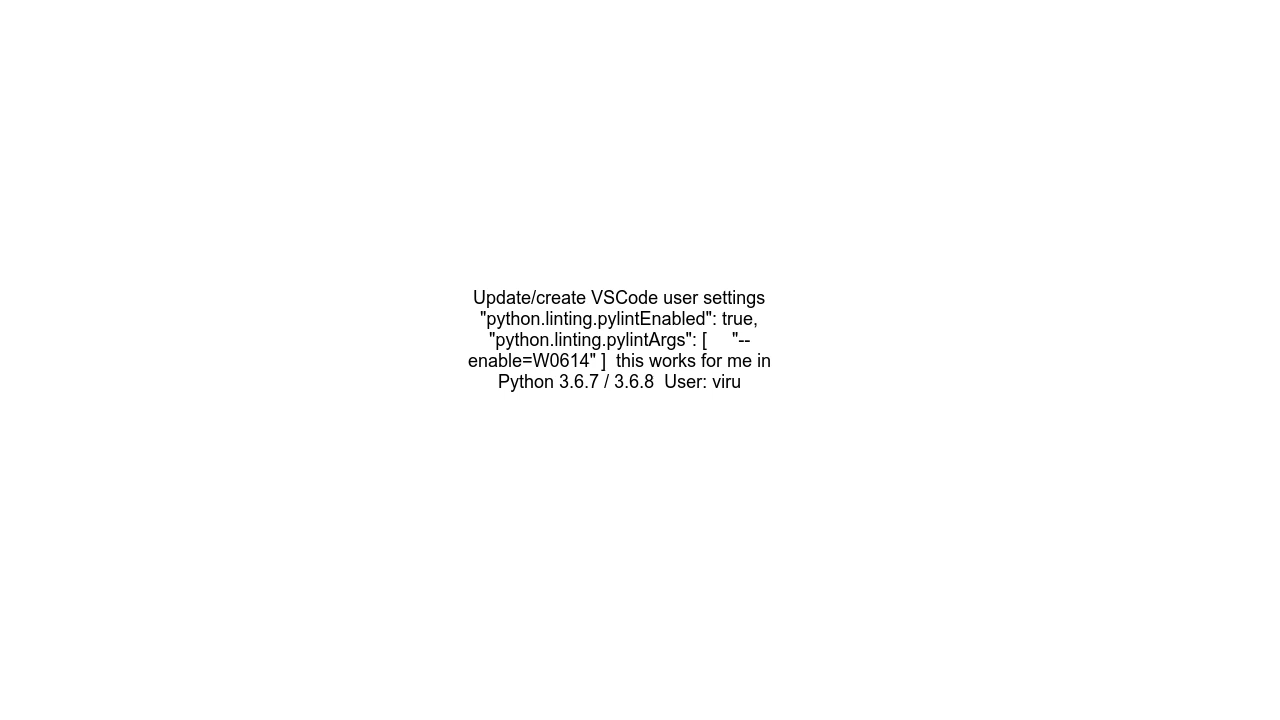 Update/create VSCode user settings
"python.linting.pylintEnabled": true,
"python.linting.pylintArgs": [     "--
enable=W0614" ]  this works for me in
Python 3.6.7 / 3.6.8  User: viru